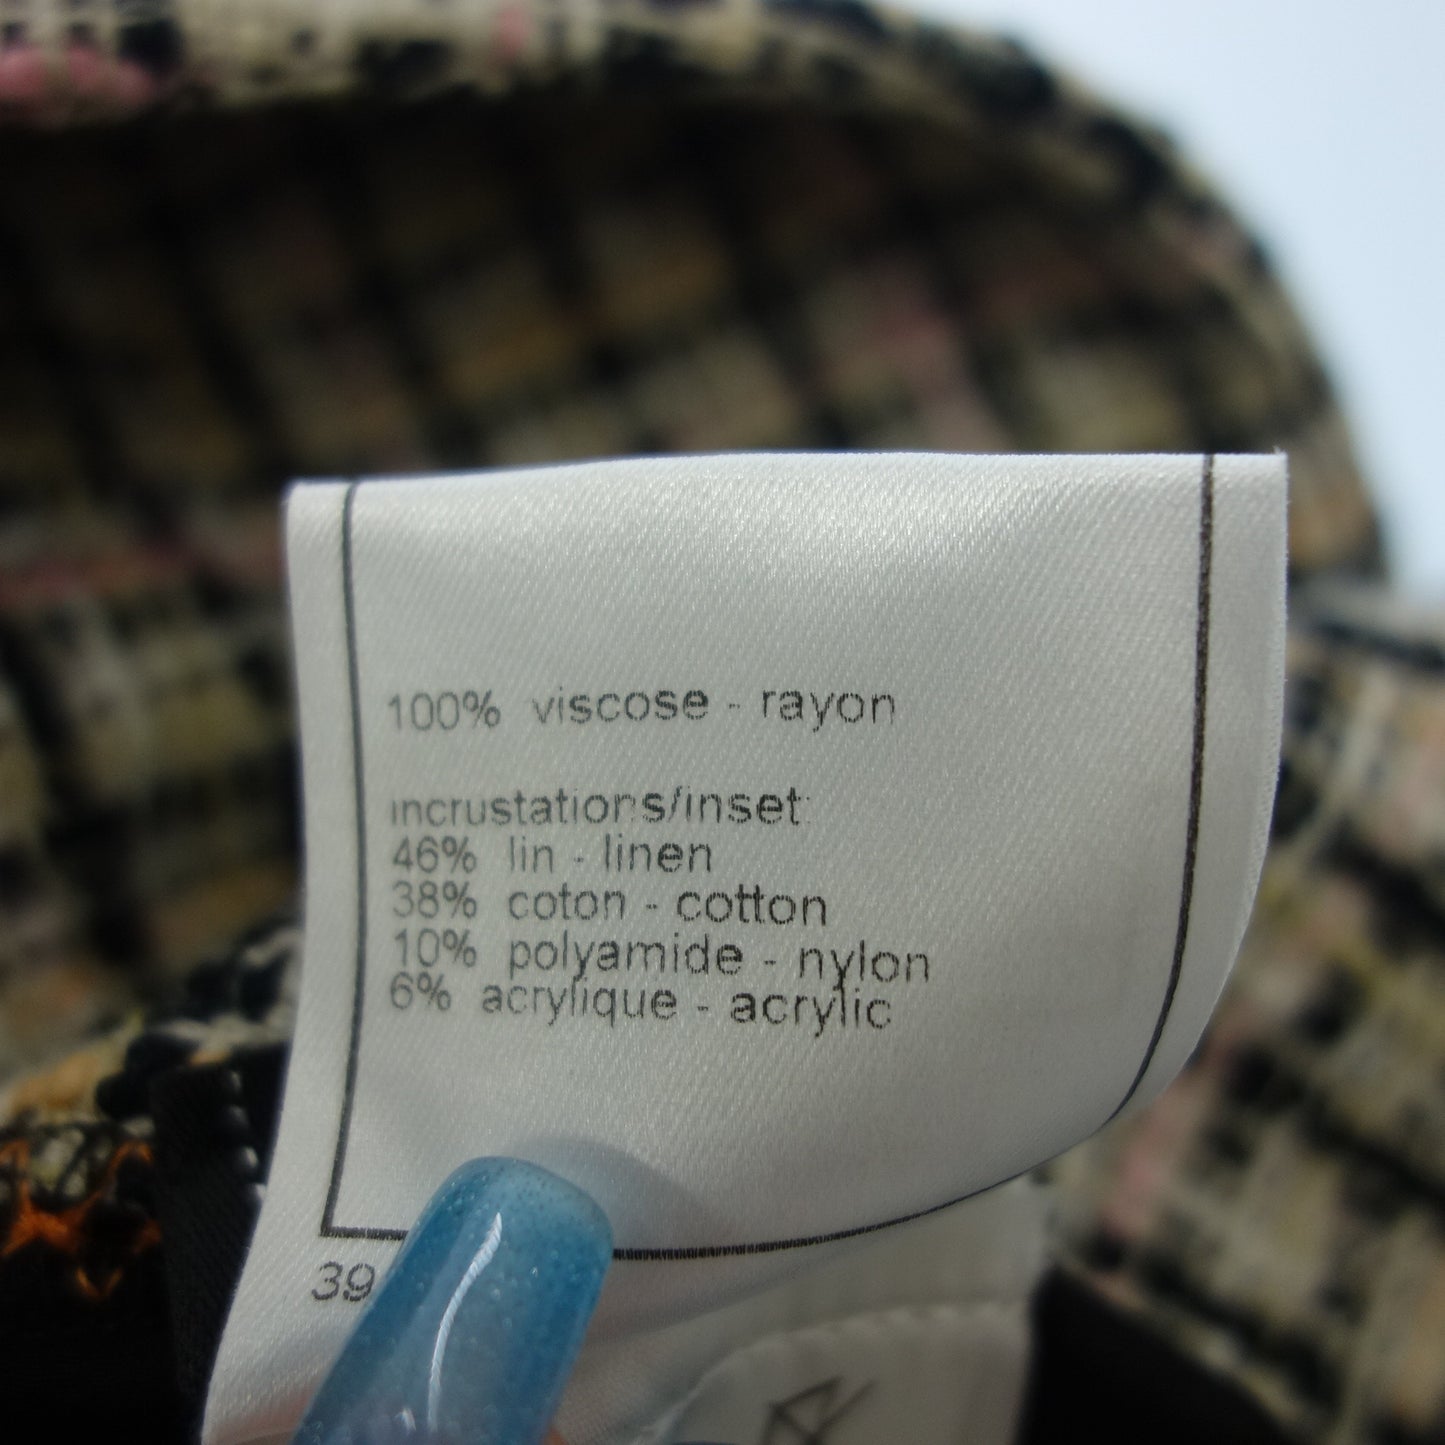 100% viscose - rayon
incrustations/inset:
46% lin - linen
38% coton - cotton
10% polyamide - nylon
6% acrylique - acrylic
39